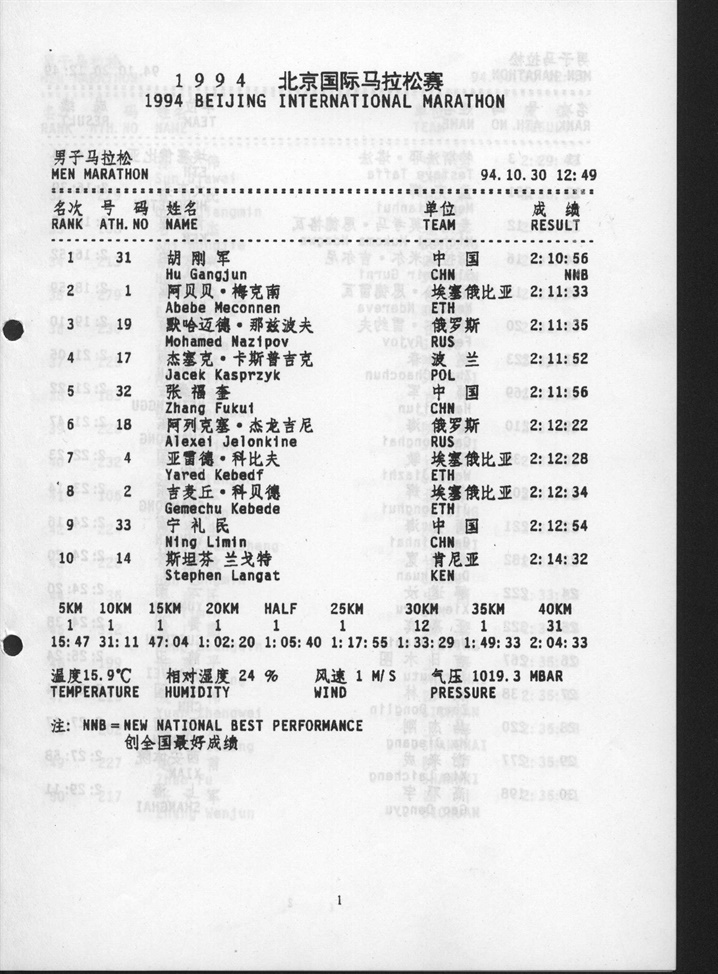 1994 北京国际马拉松赛
1994 BEIJING INTERNATIONAL MARATHON
男子马拉松
MEN MARATHON 94.10.30 12:49
名次 号 码 姓名 单位 成 绩
RANK ATH.NO NAME TEAM RESULT
1 31 胡 刚 军 中 国 2:10:56
Hu Gangjun CHN NNB
2 1 阿贝贝·梅克南 埃塞俄比亚 2:11:33
Abebe Meconnen ETH
3 19 默哈迈德·那兹波夫 俄罗斯 2:11:35
Mohamed Nazipov RUS
4 17 杰塞克·卡斯普吉克 波 兰 2:11:52
Jacek Kasprzyk POL
5 32 张 福 奎 中 国 2:11:56
Zhang Fukui CHN
6 18 阿列克塞·杰龙吉尼 俄罗斯 2:12:22
Alexei Jelonkine RUS
7 4 亚雷德·科比夫 埃塞俄比亚 2:12:28
Yared Kebedf ETH
8 2 吉麦丘·科贝德 埃塞俄比亚 2:12:34
Gemechu Kebede ETH
9 33 宁 礼 民 中 国 2:12:54
Ning Limin CHN
10 14 斯坦芬 兰戈特 肯尼亚 2:14:32
Stephen Langat KEN
5KM 10KM 15KM 20KM HALF 25KM 30KM 35KM 40KM
1 1 1 1 1 1 12 1 31
15:47 31:11 47:04 1:02:20 1:05:40 1:17:55 1:33:29 1:49:33 2:04:33
温度15.9℃ 相对湿度 24 % 风速 1 M/S 气压 1019.3 MBAR
TEMPERATURE HUMIDITY WIND PRESSURE
注: NNB=NEW NATIONAL BEST PERFORMANCE
创全国最好成绩
1